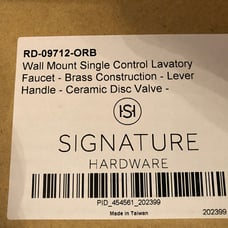 RD-09712-ORB
Wall Mount Single Control Lavatory
Faucet - Brass Construction - Lever
Handle - Ceramic Disc Valve -
SH
SIGNATURE
HARDWARE
PID_454561_202399
Made in Taiwan
202399